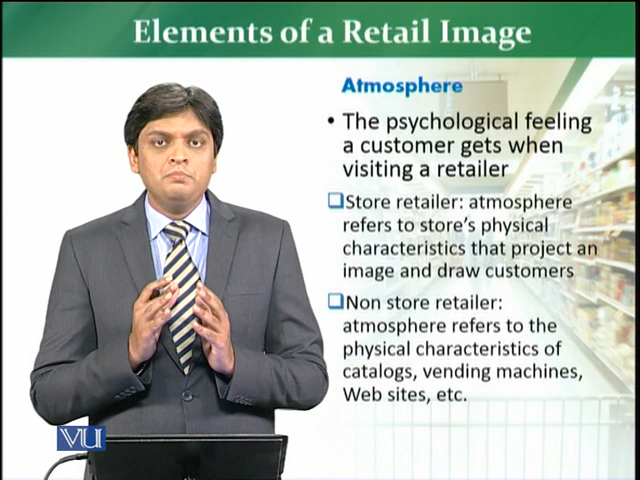 Elements of a Retail Image
Atmosphere
• The psychological feeling
a customer gets when
visiting a retailer
❑Store retailer: atmosphere
refers to store's physical
characteristics that project an
image and draw customers
❑Non store retailer:
atmosphere refers to the
physical characteristics of
catalogs, vending machines,
Web sites, etc.
VU